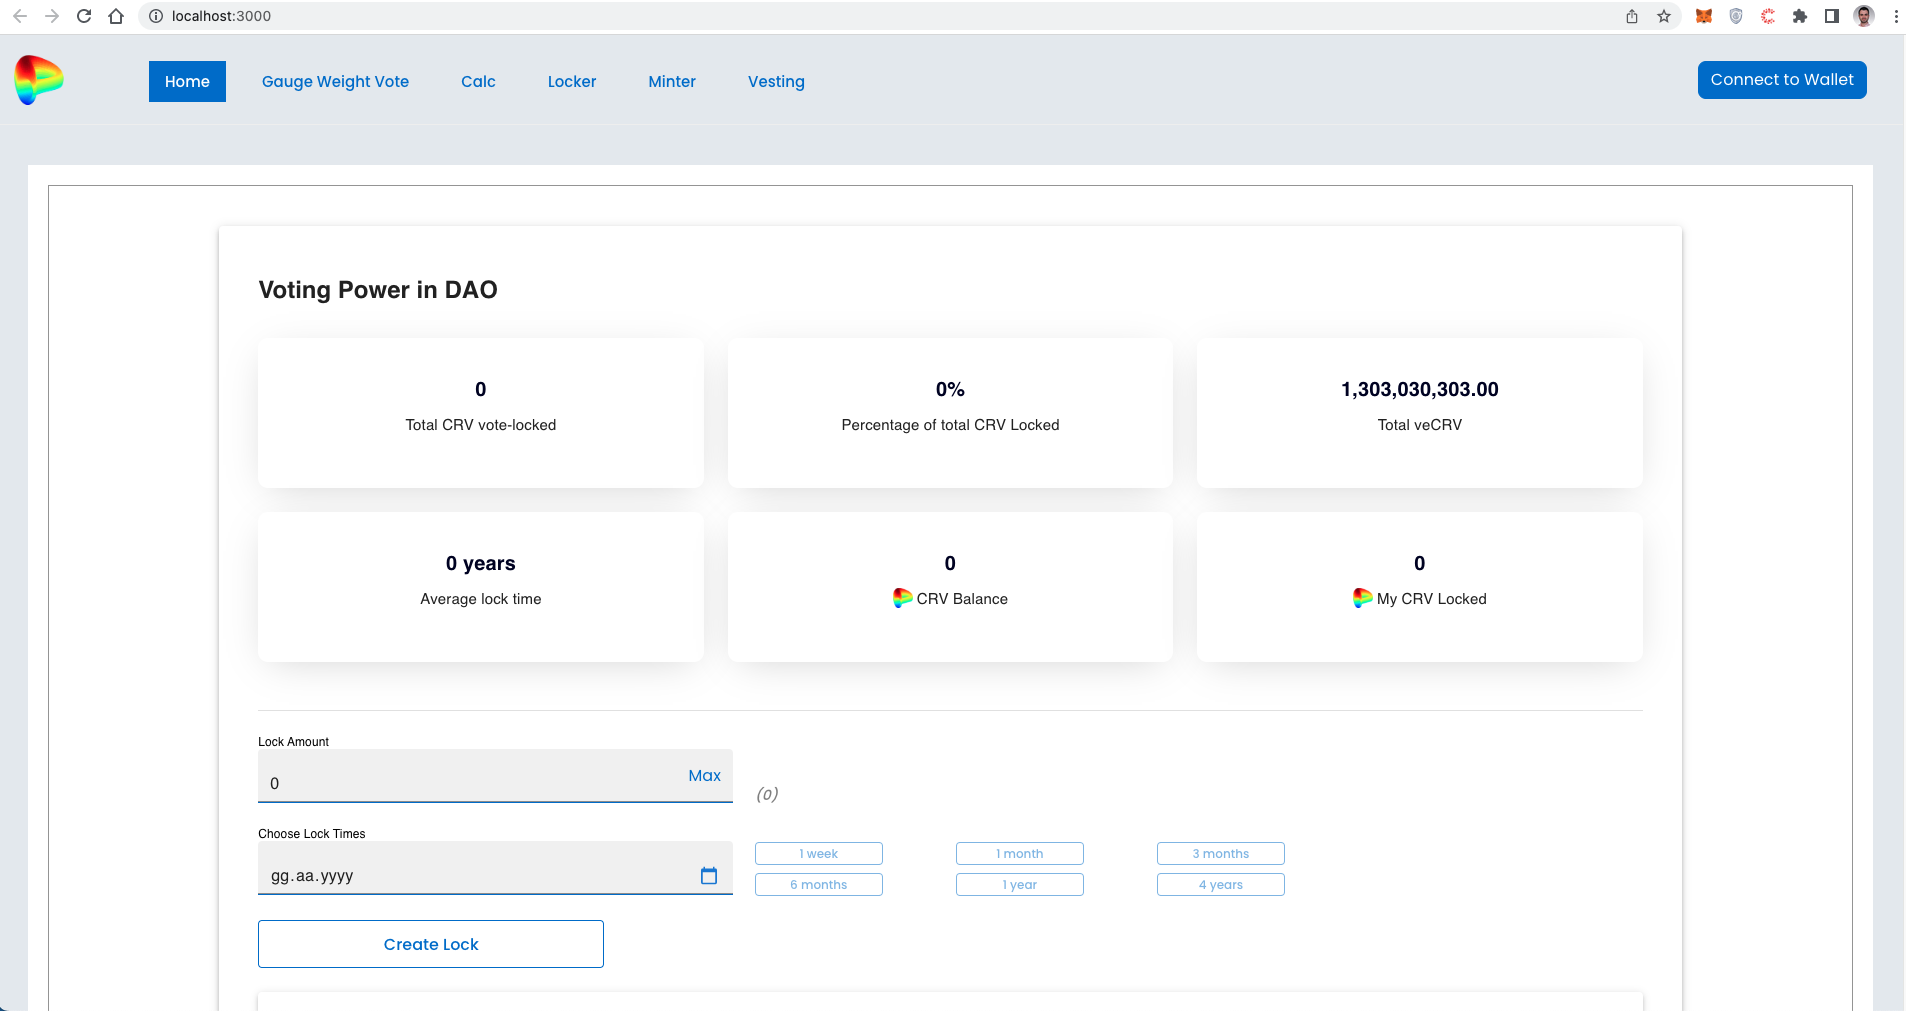 localhost:3000
Home
Gauge Weight Vote
Calc
Locker
Minter
Vesting
Connect to Wallet
Voting Power in DAO
0
Total CRV vote-locked
0%
Percentage of total CRV Locked
1,303,030,303.00
Total veCRV
0 years
Average lock time
0
CRV Balance
0
My CRV Locked
Lock Amount
0
Max
(0)
Choose Lock Times
gg.aa.yyyy
1 week
1 month
3 months
6 months
1 year
4 years
Create Lock